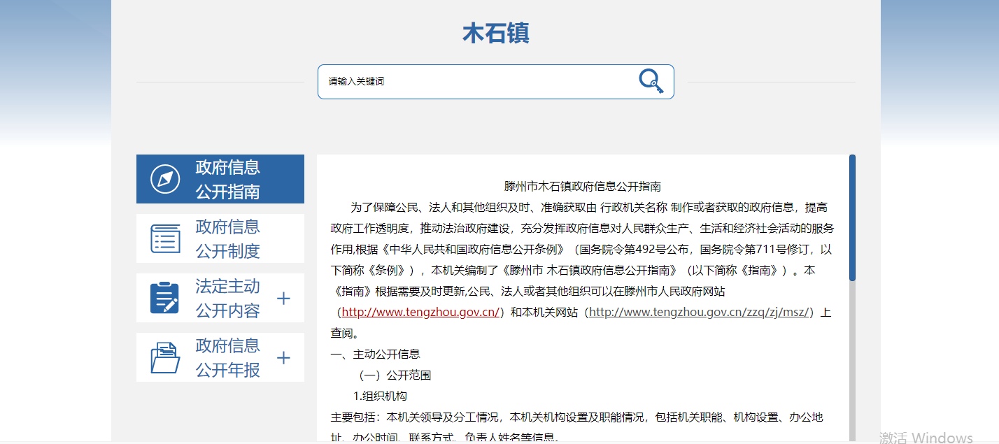 木石镇
请输入关键词
政府信息
公开指南
政府信息
公开制度
法定主动
公开内容
政府信息
公开年报
滕州市木石镇政府信息公开指南
为了保障公民、法人和其他组织及时、准确获取由 行政机关名称 制作或者获取的政府信息，提高
政府工作透明度，推动法治政府建设，充分发挥政府信息对人民群众生产、生活和经济社会活动的服务
作用,根据《中华人民共和国政府信息公开条例》（国务院令第492号公布，国务院令第711号修订，以
下简称《条例》），本机关编制了《滕州市 木石镇政府信息公开指南》（以下简称《指南》）。本
《指南》根据需要及时更新,公民、法人或者其他组织可以在滕州市人民政府网站
（http://www.tengzhou.gov.cn/）和本机关网站（http://www.tengzhou.gov.cn/zzq/zj/msz/）上
查阅。
一、主动公开信息
（一）公开范围
1.组织机构
主要包括：本机关领导及分工情况，本机关机构设置及职能情况，包括机关职能、机构设置、办公地
址、办公时间、联系方式、负责人姓名等信息。
激活 Windows